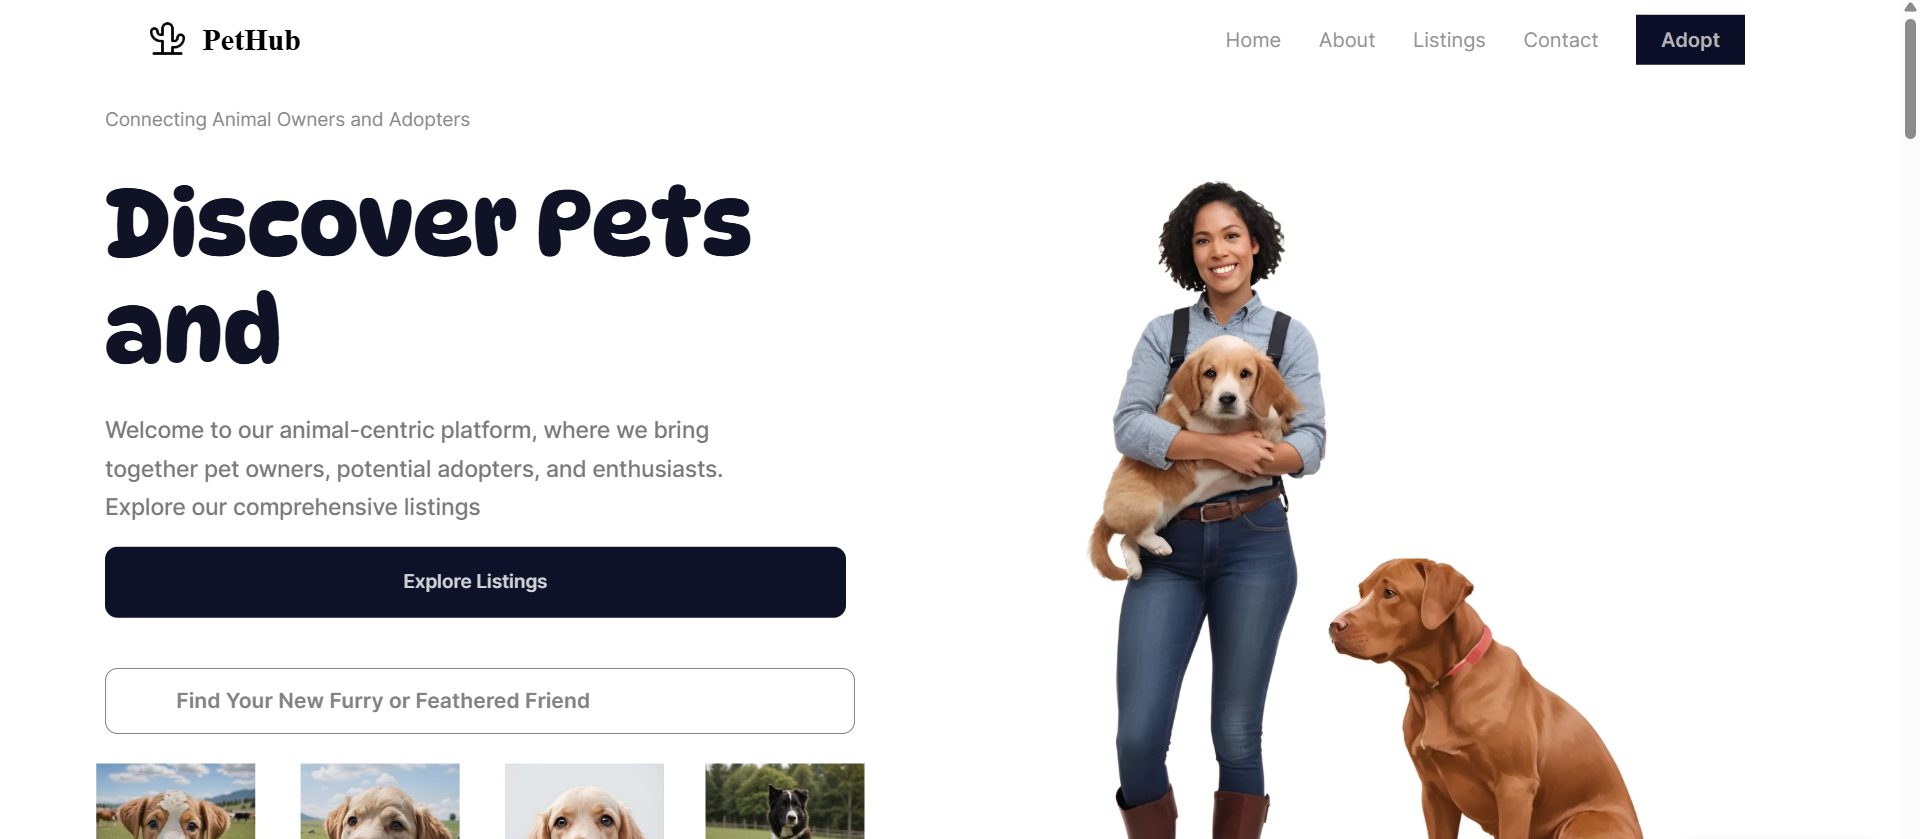 PetHub
Home About Listings Contact Adopt
Connecting Animal Owners and Adopters
Discover Pets
and
Welcome to our animal-centric platform, where we bring
together pet owners, potential adopters, and enthusiasts.
Explore our comprehensive listings
Explore Listings
Find Your New Furry or Feathered Friend